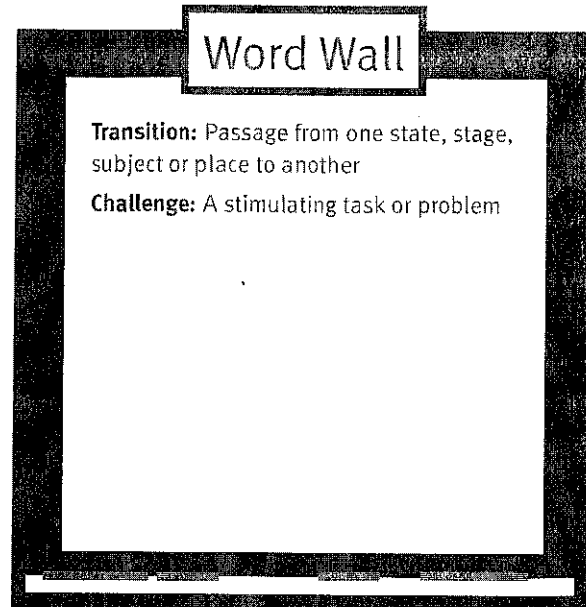 Word Wall
Transition: Passage from one state, stage,
subject or place to another
Challenge: A stimulating task or problem